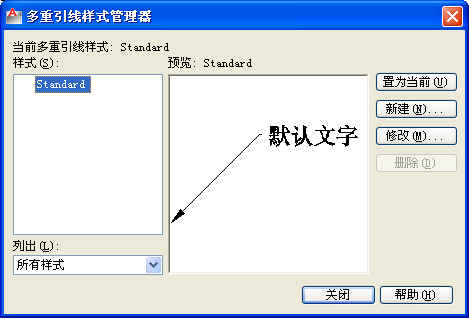 多重引线样式管理器
当前多重引线样式: Standard
样式(S):
预览: Standard
Standard
默认文字
置为当前(U)
新建(N)...
修改(M)...
删除(D)
列出(L):
所有样式
关闭
帮助(H)